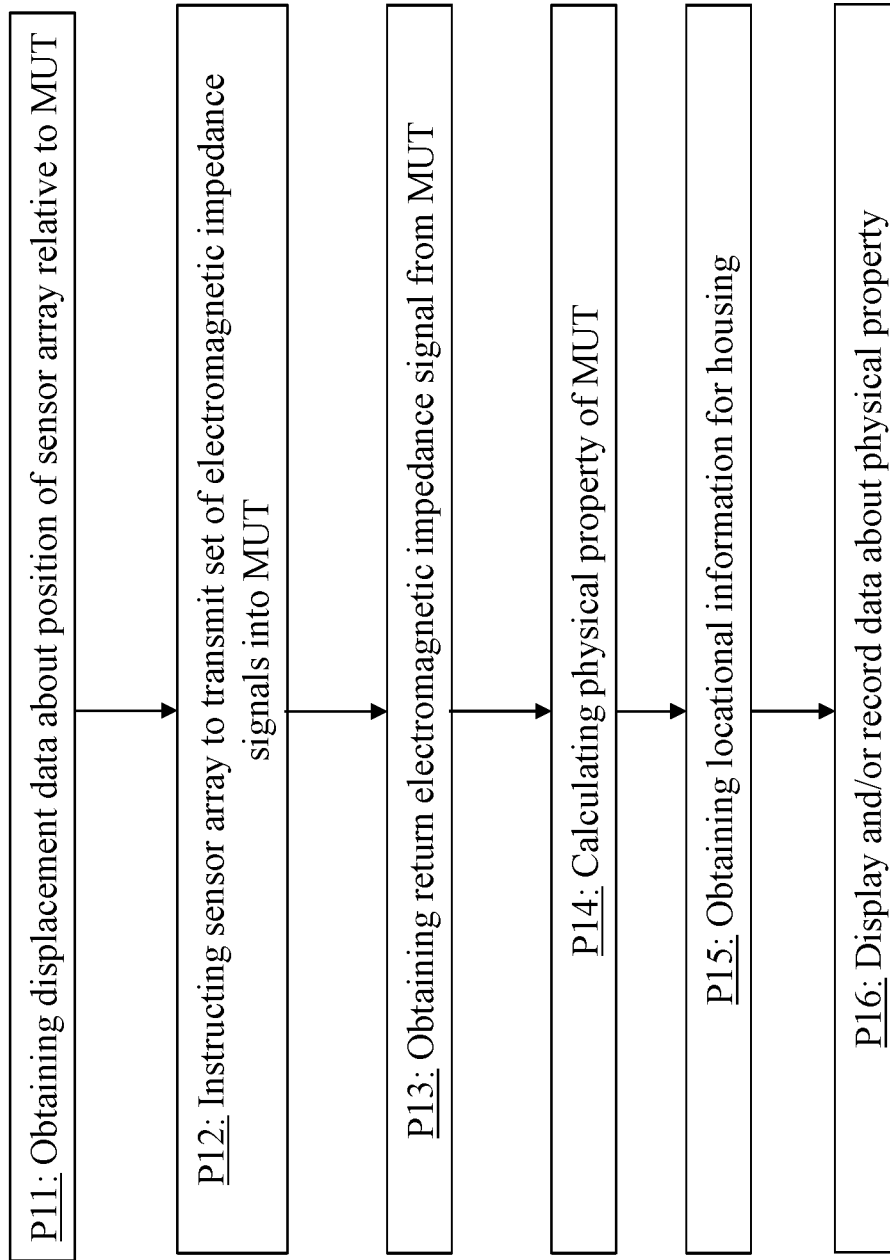 P11: Obtaining displacement data about position of sensor array relative to MUT
P12: Instructing sensor array to transmit set of electromagnetic impedance
signals into MUT
P13: Obtaining return electromagnetic impedance signal from MUT
P14: Calculating physical property of MUT
P15: Obtaining locational information for housing
P16: Display and/or record data about physical property